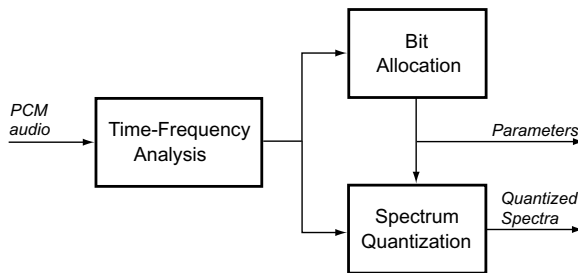 PCM
audio
Time-Frequency
Analysis
Bit
Allocation
Parameters
Spectrum
Quantization
Quantized
Spectra